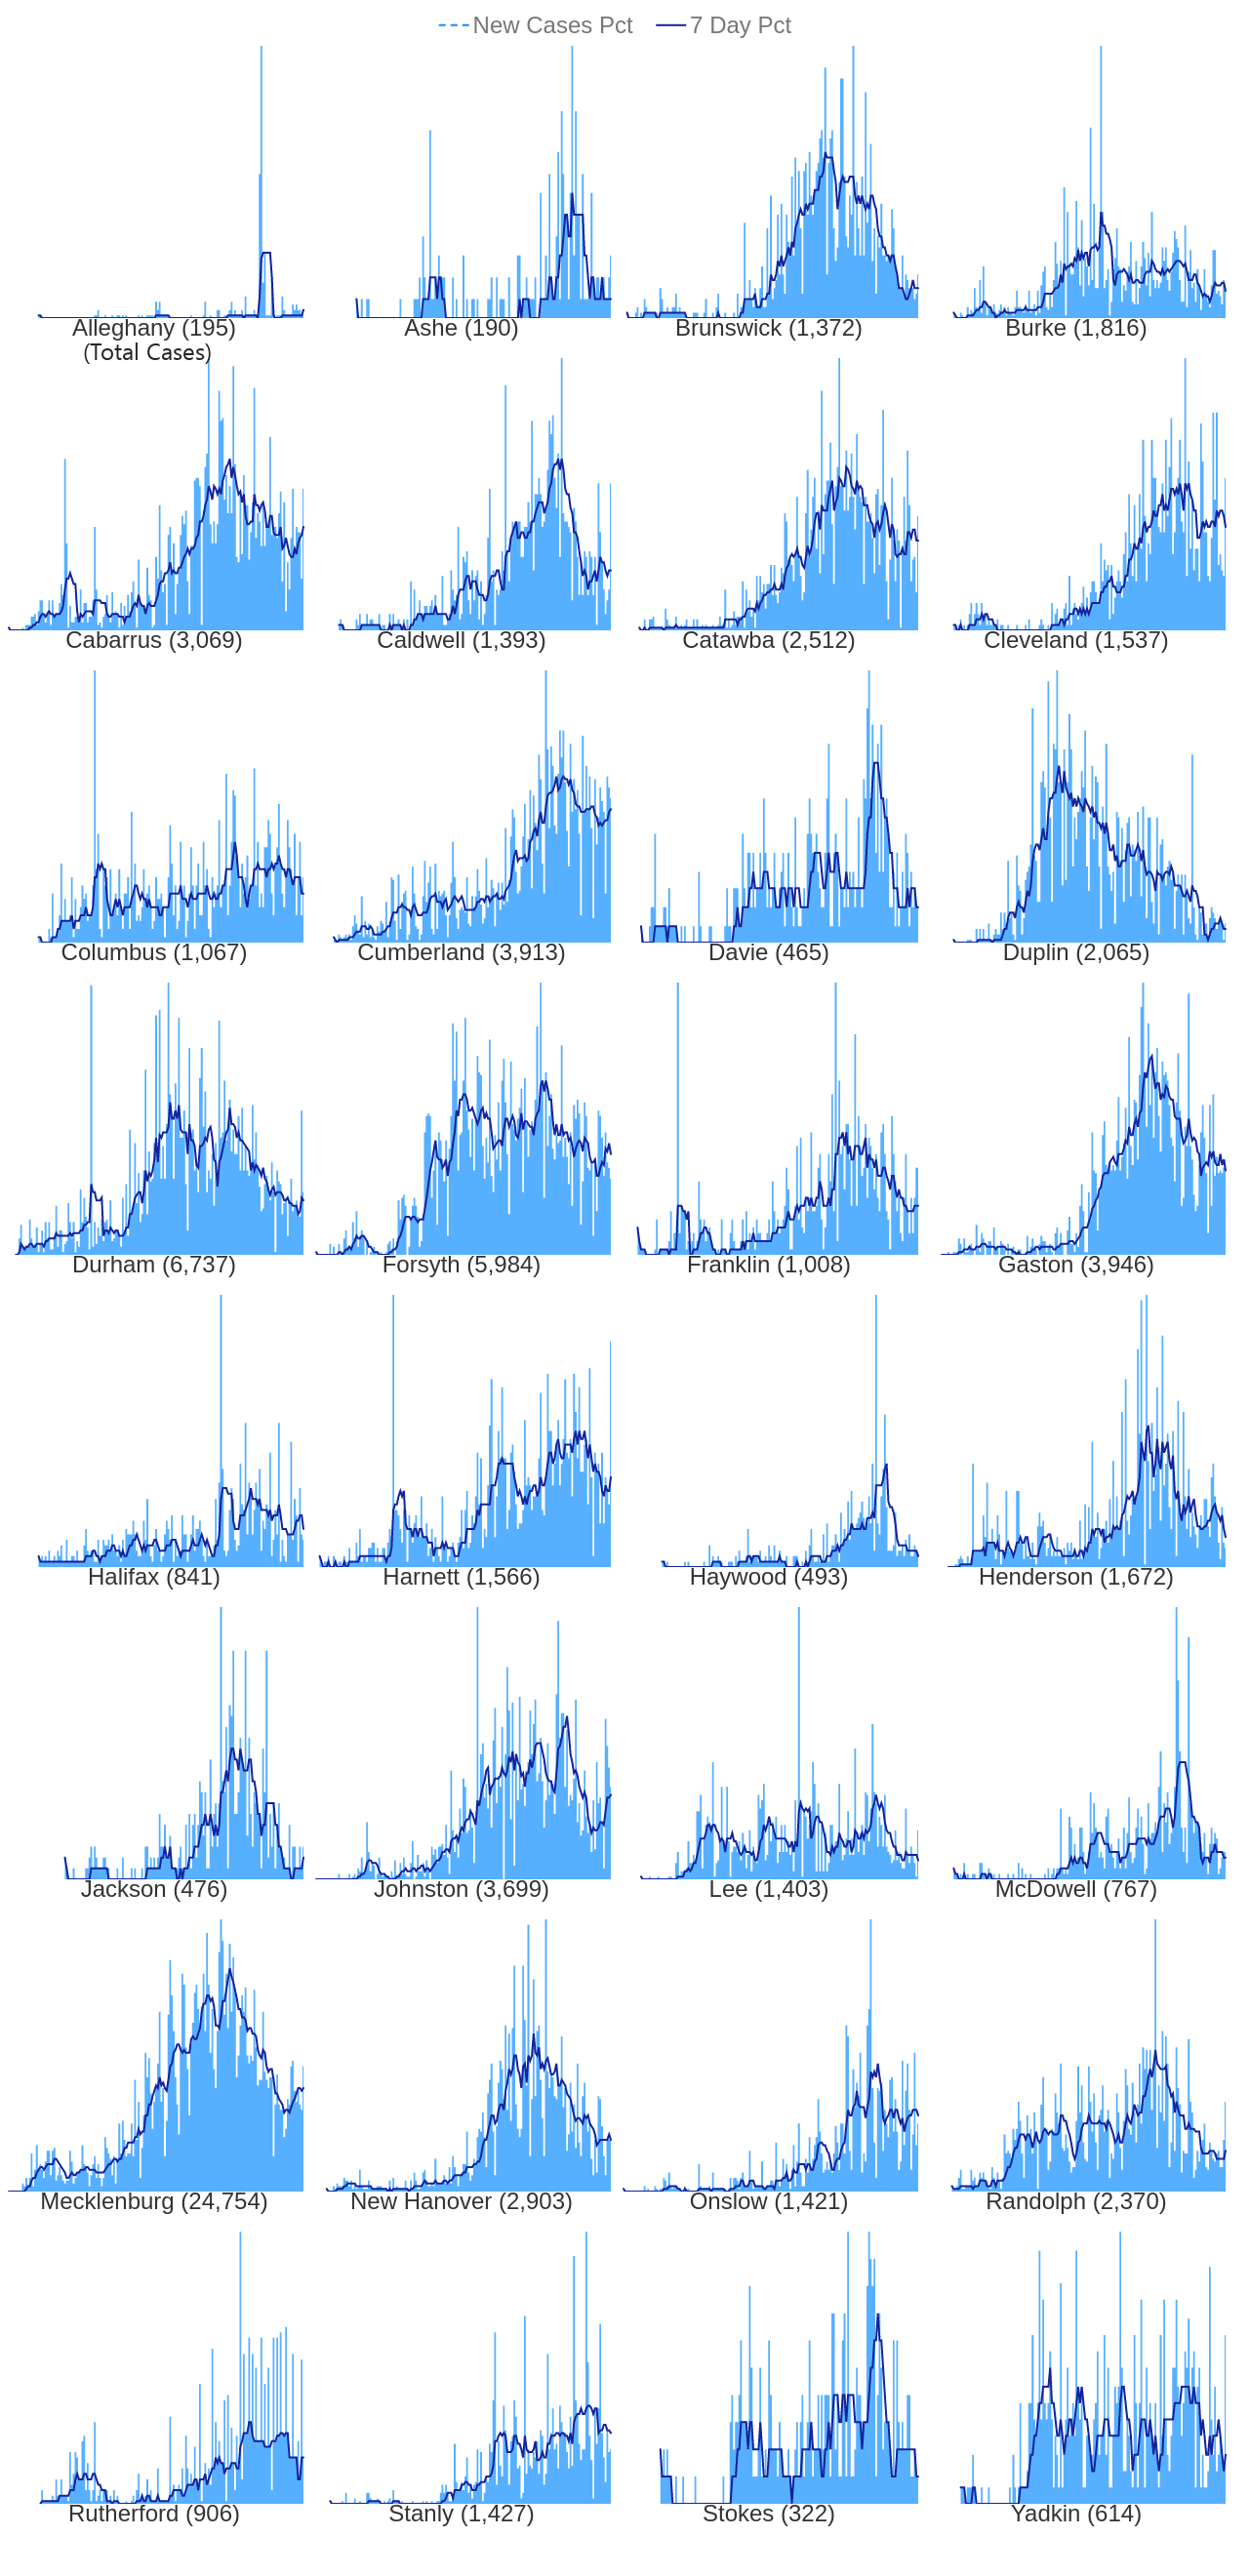 New Cases Pct 7 Day Pct
Alleghany (195) Ashe (190) Brunswick (1,372) Burke (1,816)
(Total Cases)
Cabarrus (3,069) Caldwell (1,393) Catawba (2,512) Cleveland (1,537)
Columbus (1,067) Cumberland (3,913) Davie (465) Duplin (2,065)
Durham (6,737) Forsyth (5,984) Franklin (1,008) Gaston (3,946)
Halifax (841) Harnett (1,566) Haywood (493) Henderson (1,672)
Jackson (476) Johnston (3,699) Lee (1,403) McDowell (767)
Mecklenburg (24,754) New Hanover (2,903) Onslow (1,421) Randolph (2,370)
Rutherford (906) Stanly (1,427) Stokes (322) Yadkin (614)